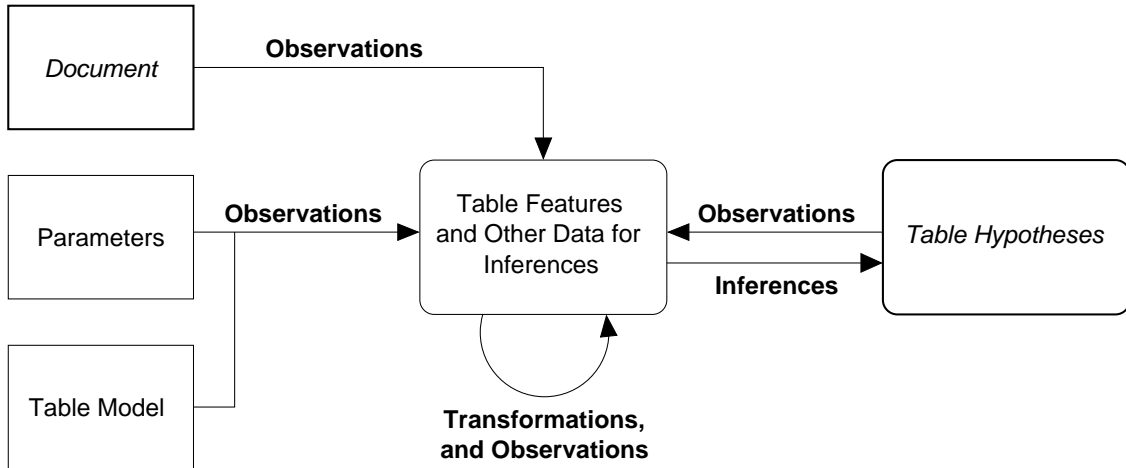 Observations
Document
Parameters
Observations
Table Features
and Other Data for
Inferences
Observations
Inferences
Table Hypotheses
Table Model
Transformations,
and Observations